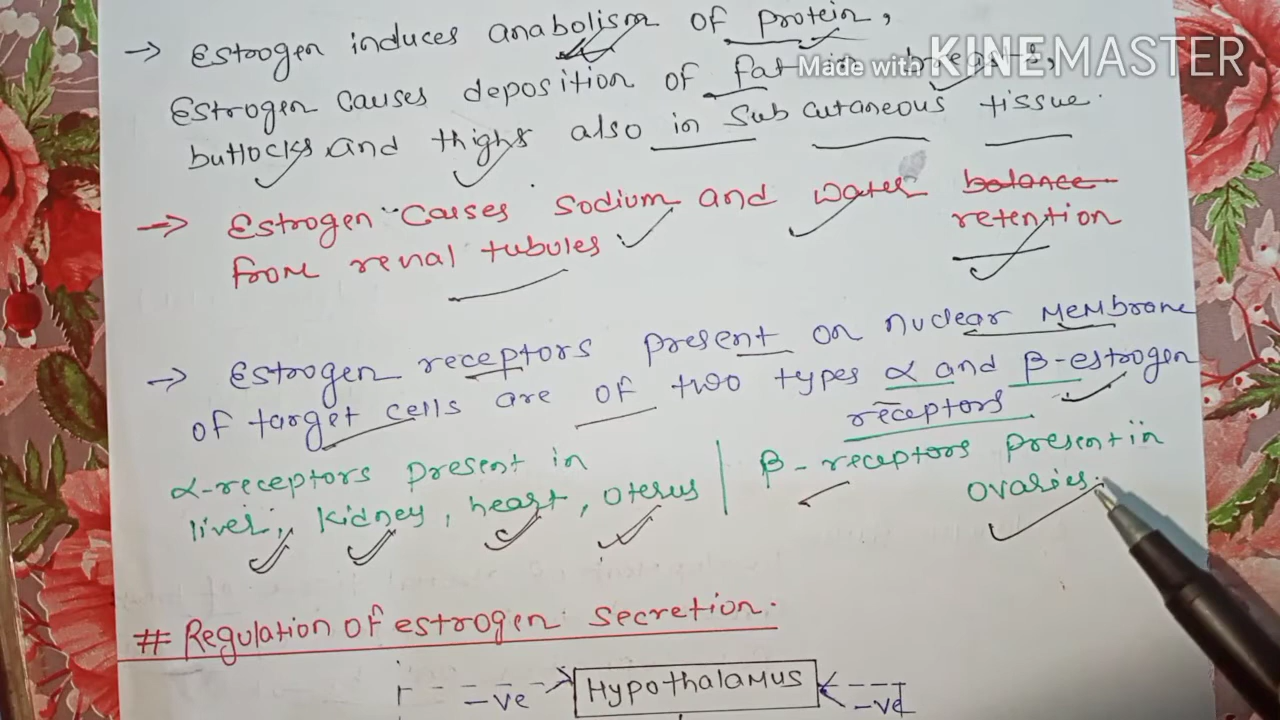 → Estrogen induces anabolism of protein,
Estrogen causes deposition of fat in breasts,
Made with KINEMASTER
buttocks and thighs also in Subcutaneous tissue.
→ Estrogen causes sodium and water balance
retention
from renal tubules
→ Estrogen receptors present on nuclear membrane
of target cells are of two types α and β-estrogen
receptors
α-receptors present in
liver, kidney, heart, uterus
β-receptors present in
ovaries.
# Regulation of estrogen secretion.
-ve Hypothalamus -ve